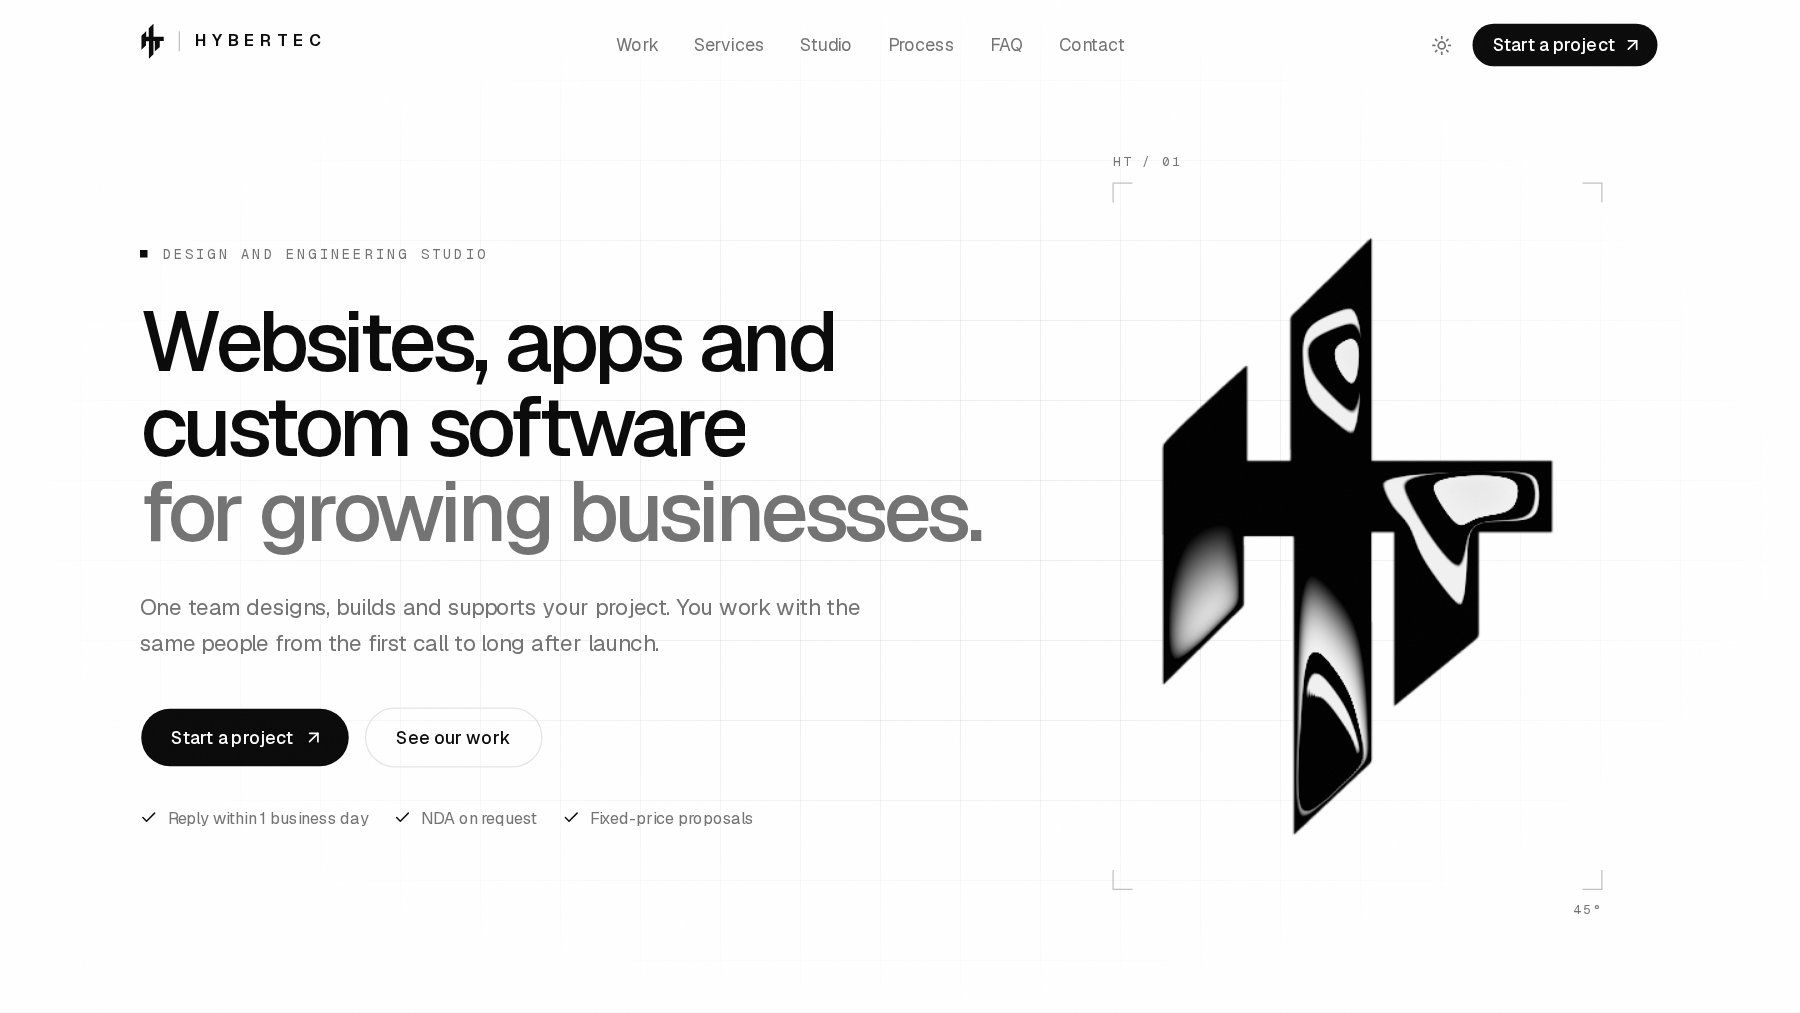 HYBERTEC
Work
Services
Studio
Process
FAQ
Contact
Start a project
HT / 01
DESIGN AND ENGINEERING STUDIO
Websites, apps and
custom software
for growing businesses.
One team designs, builds and supports your project. You work with the
same people from the first call to long after launch.
Start a project
See our work
Reply within 1 business day
NDA on request
Fixed-price proposals
45°